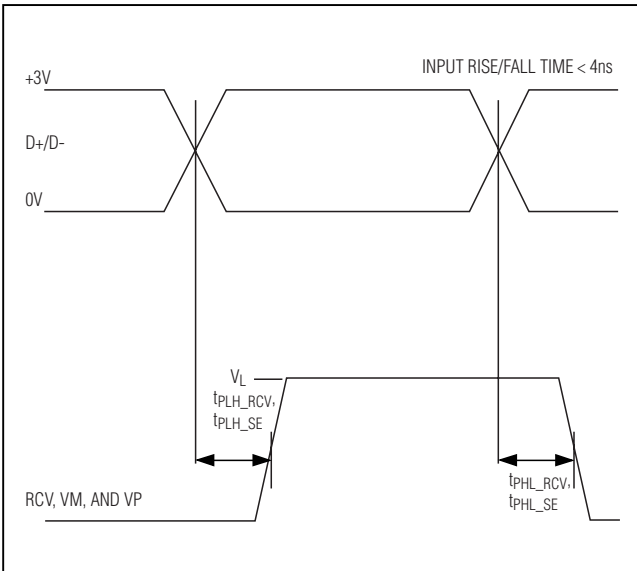 +3V
INPUT RISE/FALL TIME < 4ns
D+/D-
0V
VL
tPLH_RCV,
tPLH_SE
RCV, VM, AND VP
tPHL_RCV,
tPHL_SE